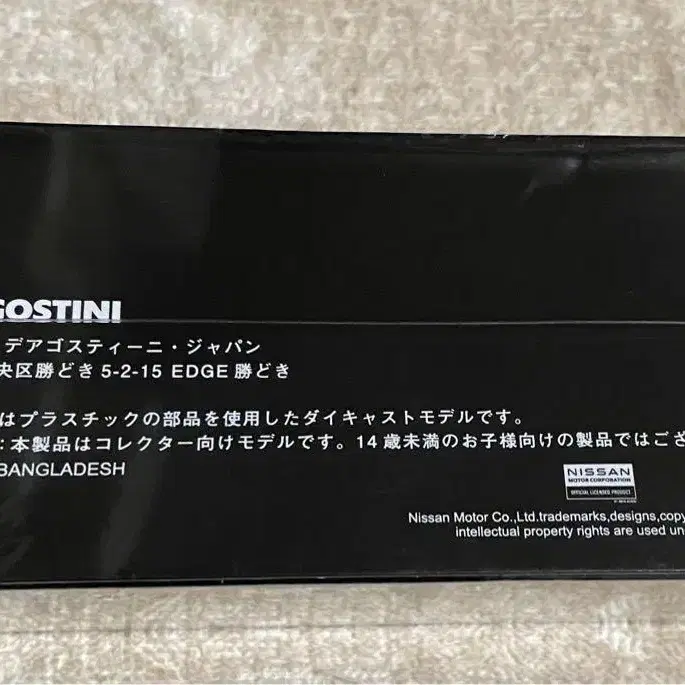 GOSTINI
デアゴスティーニ・ジャパン
央区勝どき 5-2-15 EDGE 勝どき
はプラスチックの部品を使用したダイキャストモデルです。
：本製品はコレクター向けモデルです。14 歳未満のお子様向けの製品ではござ
BANGLADESH
NISSAN
MOTOR CORPORATION
OFFICIAL LICENSED PRODUCT
Nissan Motor Co.,Ltd.trademarks,designs,copy
intellectual property rights are used un